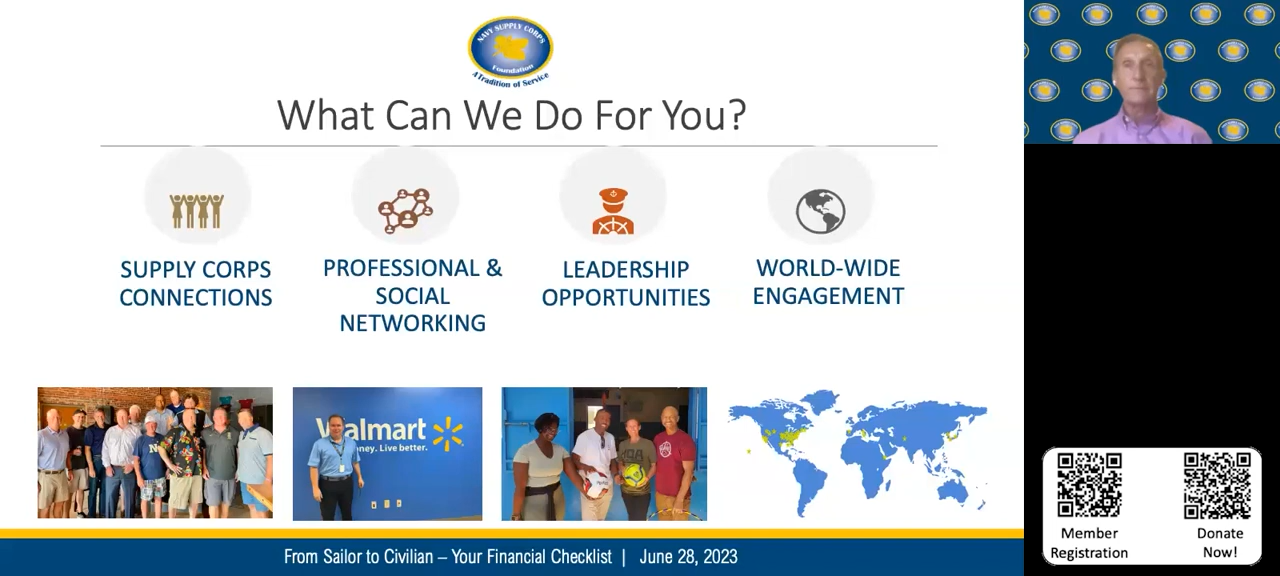 NAVY SUPPLY CORPS
Foundation
A Tradition of Service
What Can We Do For You?
SUPPLY CORPS
CONNECTIONS
PROFESSIONAL &
SOCIAL
NETWORKING
LEADERSHIP
OPPORTUNITIES
WORLD-WIDE
ENGAGEMENT
Walmart
Live better.
From Sailor to Civilian – Your Financial Checklist | June 28, 2023
Member
Registration
Donate
Now!